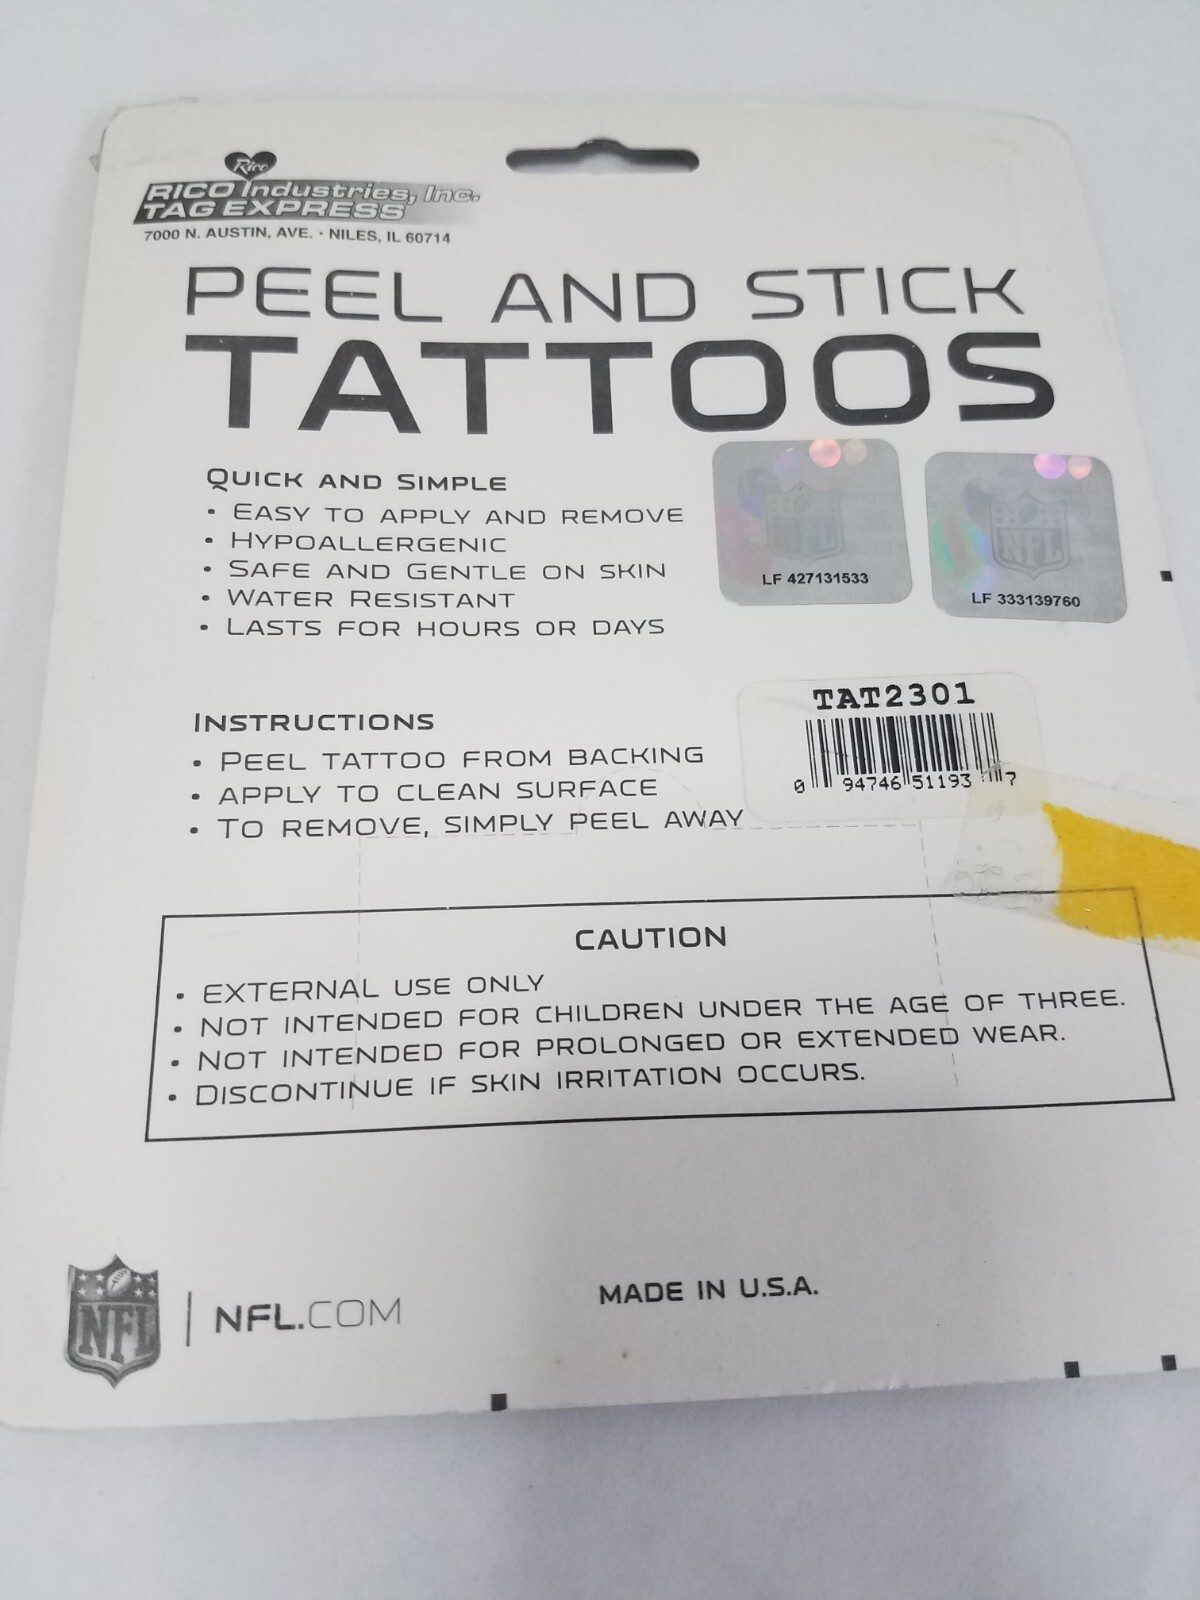 Rico
RICO Industries, Inc.
TAG EXPRESS
7000 N. AUSTIN, AVE. · NILES, IL 60714
PEEL AND STICK
TATTOOS
QUICK AND SIMPLE
• EASY TO APPLY AND REMOVE
• HYPOALLERGENIC
• SAFE AND GENTLE ON SKIN
• WATER RESISTANT
• LASTS FOR HOURS OR DAYS
NFL
LF 427131533
NFL
LF 333139760
TAT2301
0 94746 51193 7
INSTRUCTIONS
• PEEL TATTOO FROM BACKING
• APPLY TO CLEAN SURFACE
• TO REMOVE, SIMPLY PEEL AWAY
CAUTION
• EXTERNAL USE ONLY
• NOT INTENDED FOR CHILDREN UNDER THE AGE OF THREE.
• NOT INTENDED FOR PROLONGED OR EXTENDED WEAR.
• DISCONTINUE IF SKIN IRRITATION OCCURS.
NFL | NFL.COM
MADE IN U.S.A.